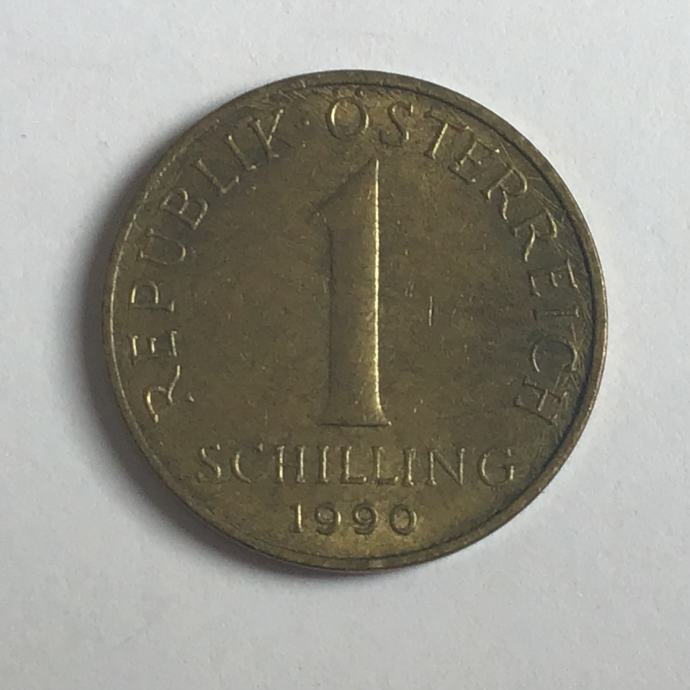 REPUBLIK · ÖSTERREICH
1
SCHILLING
1990